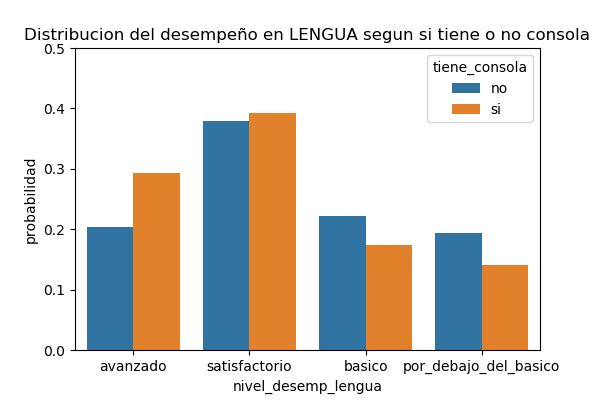 Distribucion del desempeño en LENGUA segun si tiene o no consola
tiene_consola
no
si
probabilidad
0.5
0.4
0.3
0.2
0.1
0.0
avanzado
satisfactorio
basico
por_debajo_del_basico
nivel_desemp_lengua